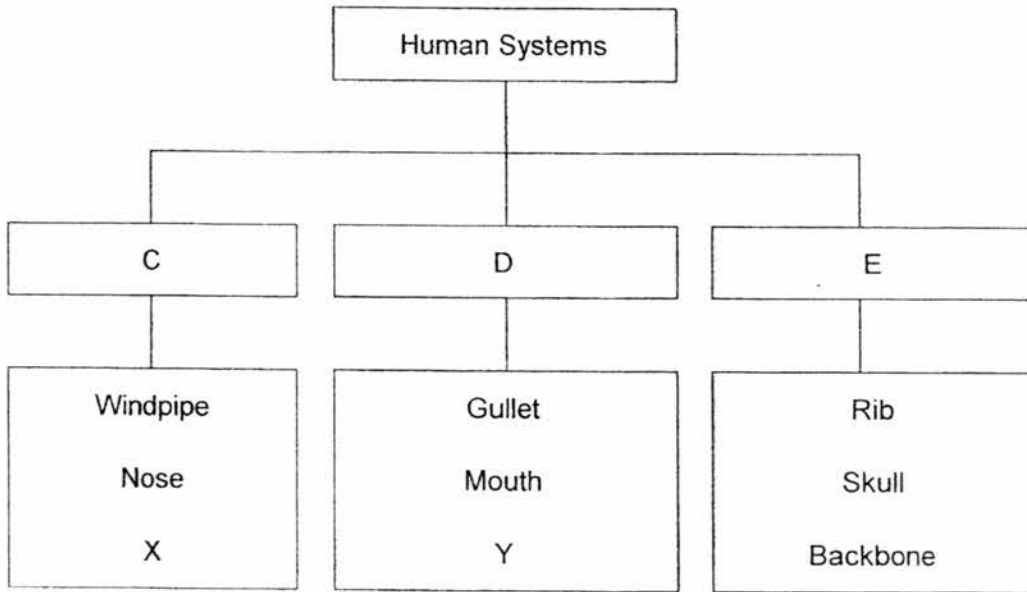 Human Systems
C
D
E
Windpipe
Nose
X
Gullet
Mouth
Y
Rib
Skull
Backbone